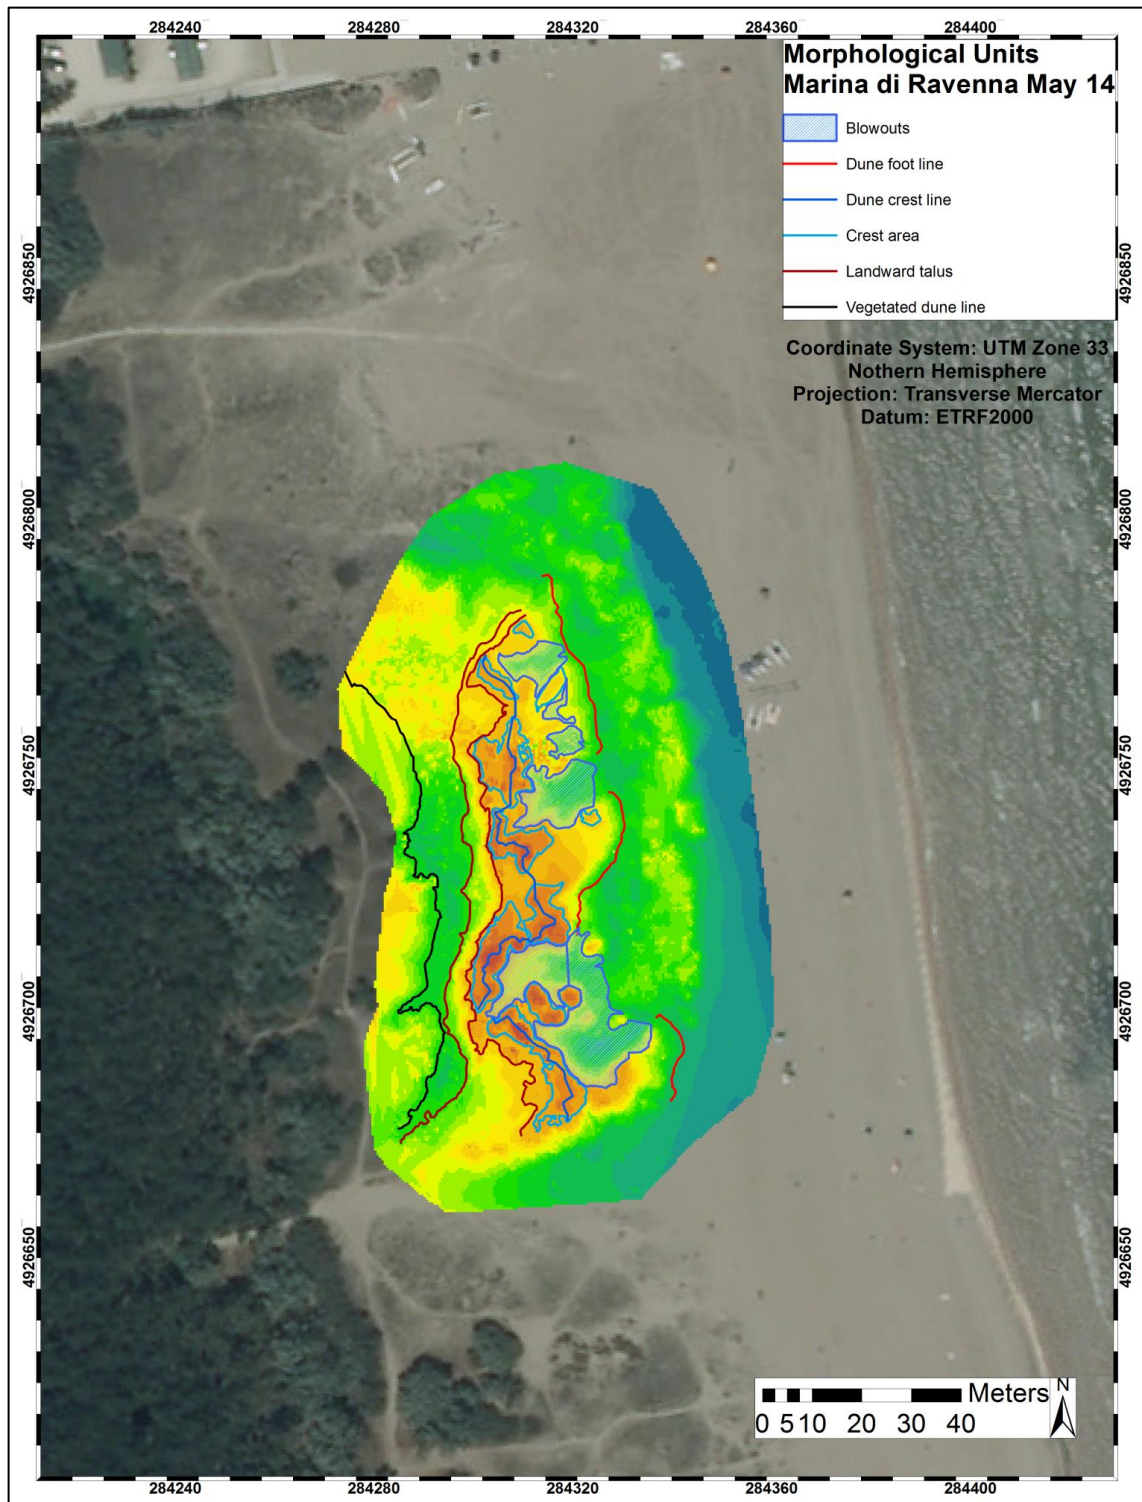 284240 284280 284320 284360 284400
Morphological Units
Marina di Ravenna May 14
Blowouts
Dune foot line
Dune crest line
Crest area
Landward talus
Vegetated dune line
Coordinate System: UTM Zone 33
Nothern Hemisphere
Projection: Transverse Mercator
Datum: ETRF2000
4926850
4926800
4926750
4926700
4926650
4926850
4926800
4926750
4926700
4926650
Meters
N
0 5 10 20 30 40
284240 284280 284320 284360 284400